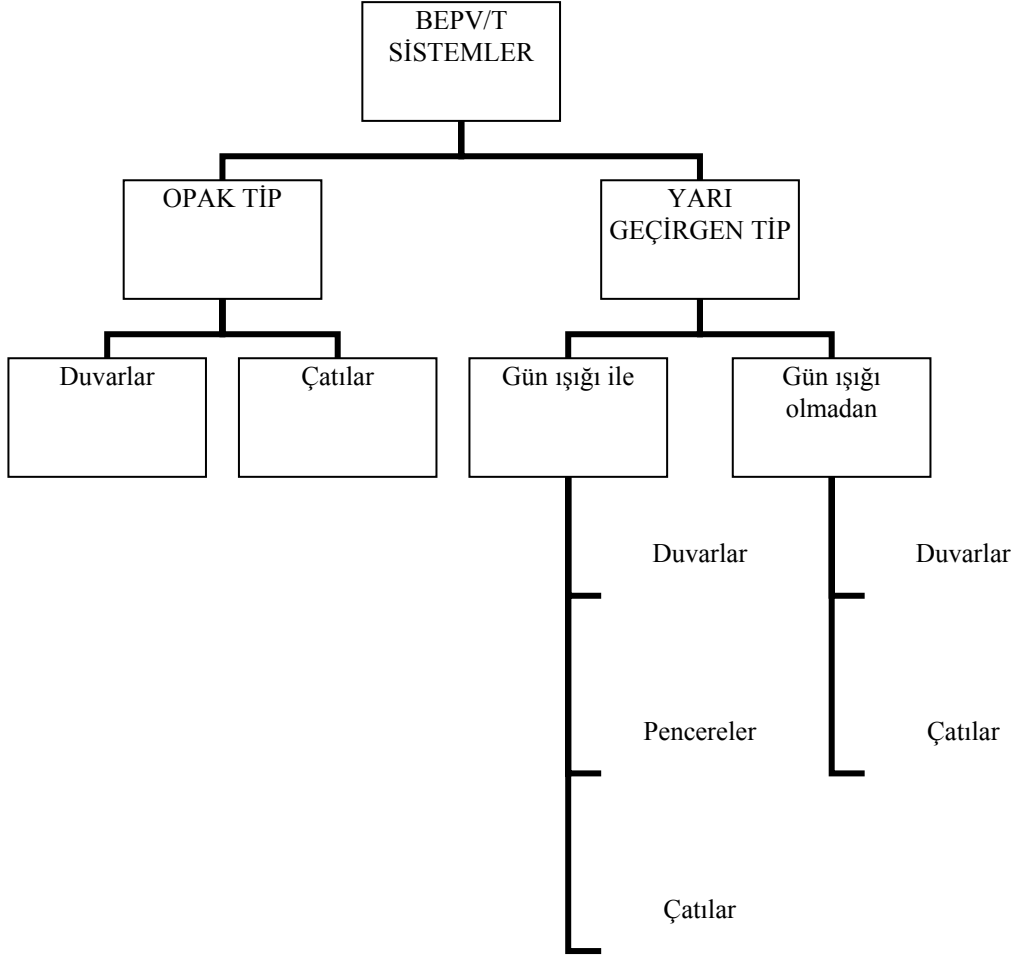 BEPV/T
SİSTEMLER
OPAK TİP
YARI
GEÇİRGEN TİP
Duvarlar
Çatılar
Gün ışığı ile
Gün ışığı
olmadan
Duvarlar
Duvarlar
Pencereler
Çatılar
Çatılar